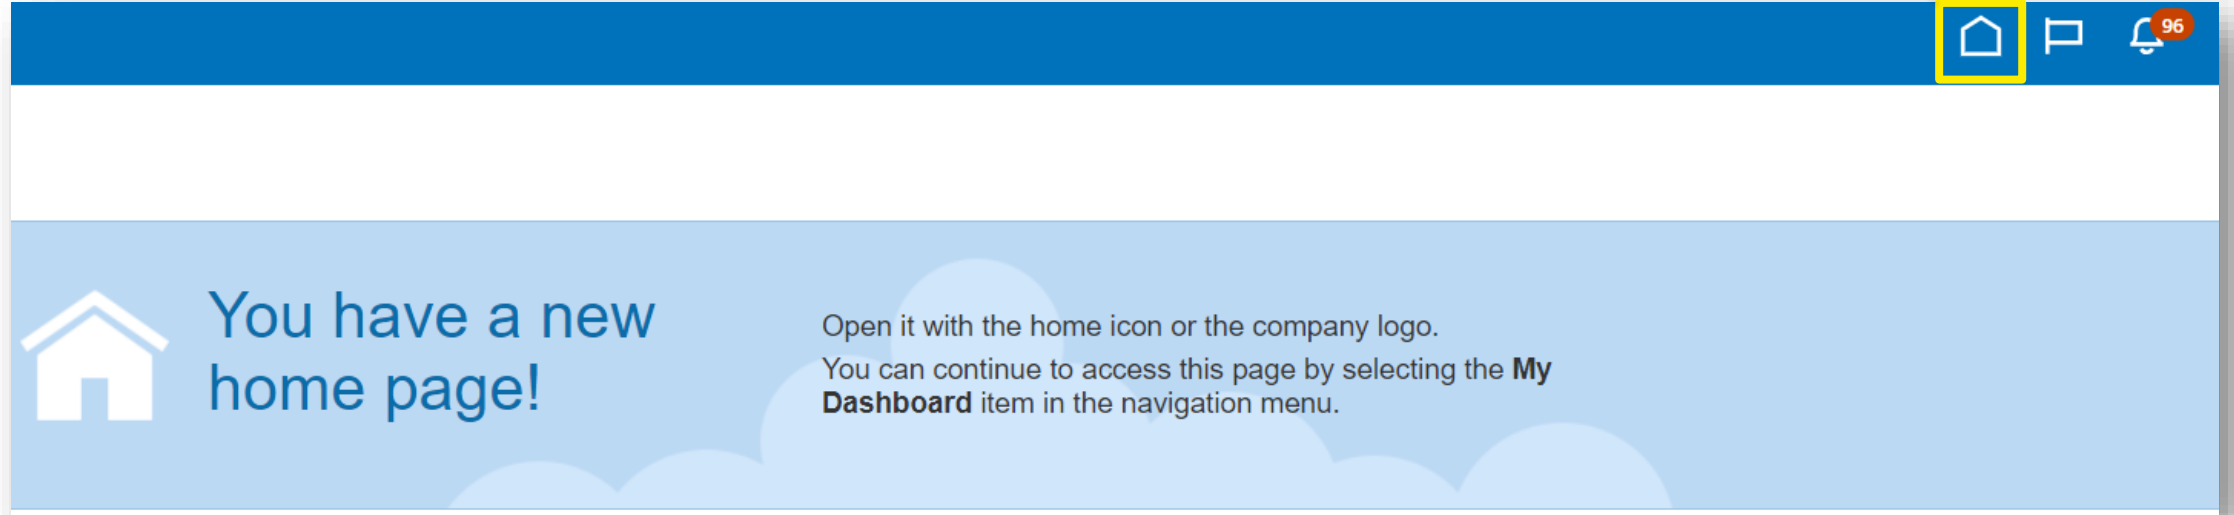 96
You have a new
home page!
Open it with the home icon or the company logo.
You can continue to access this page by selecting the My
Dashboard item in the navigation menu.